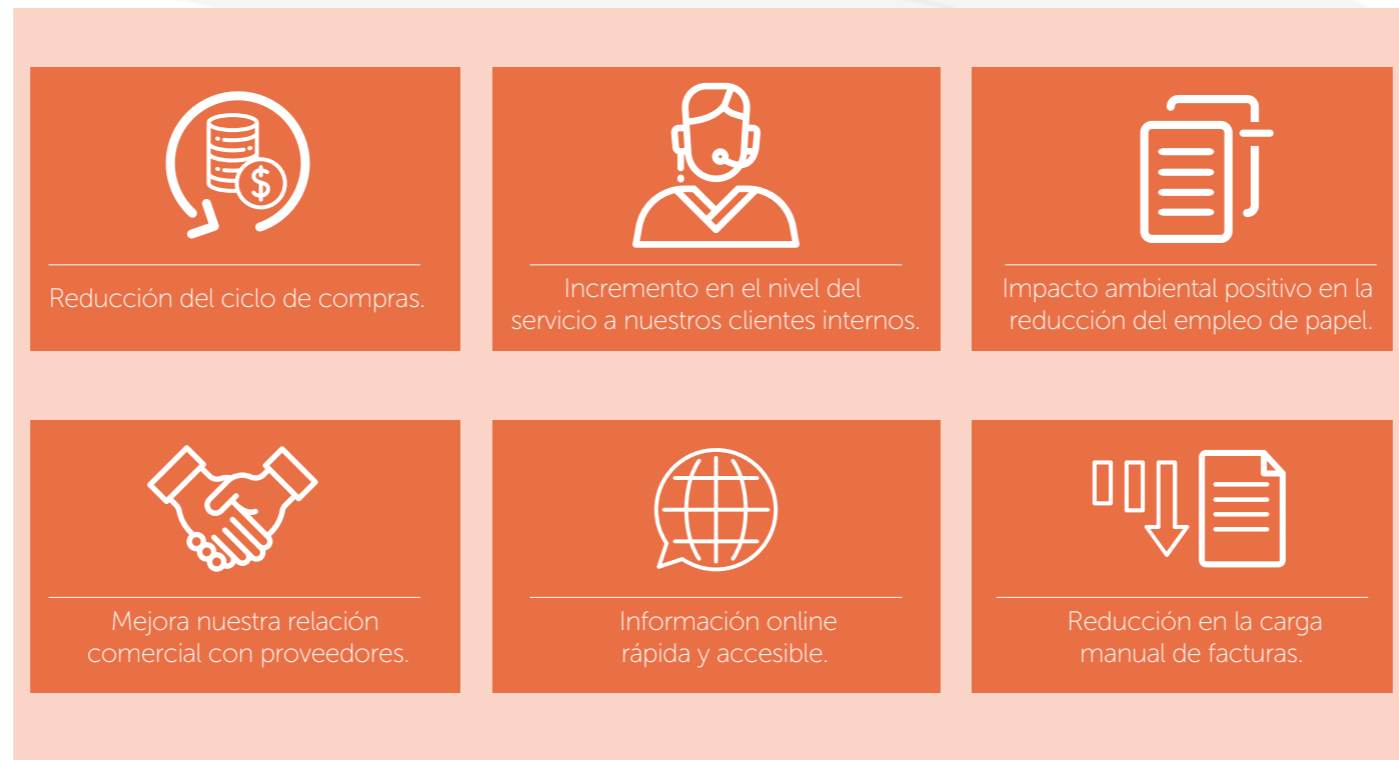 $
Reducción del ciclo de compras.
Incremento en el nivel del
servicio a nuestros clientes internos.
Impacto ambiental positivo en la
reducción del empleo de papel.
Mejora nuestra relación
comercial con proveedores.
Información online
rápida y accesible.
Reducción en la carga
manual de facturas.